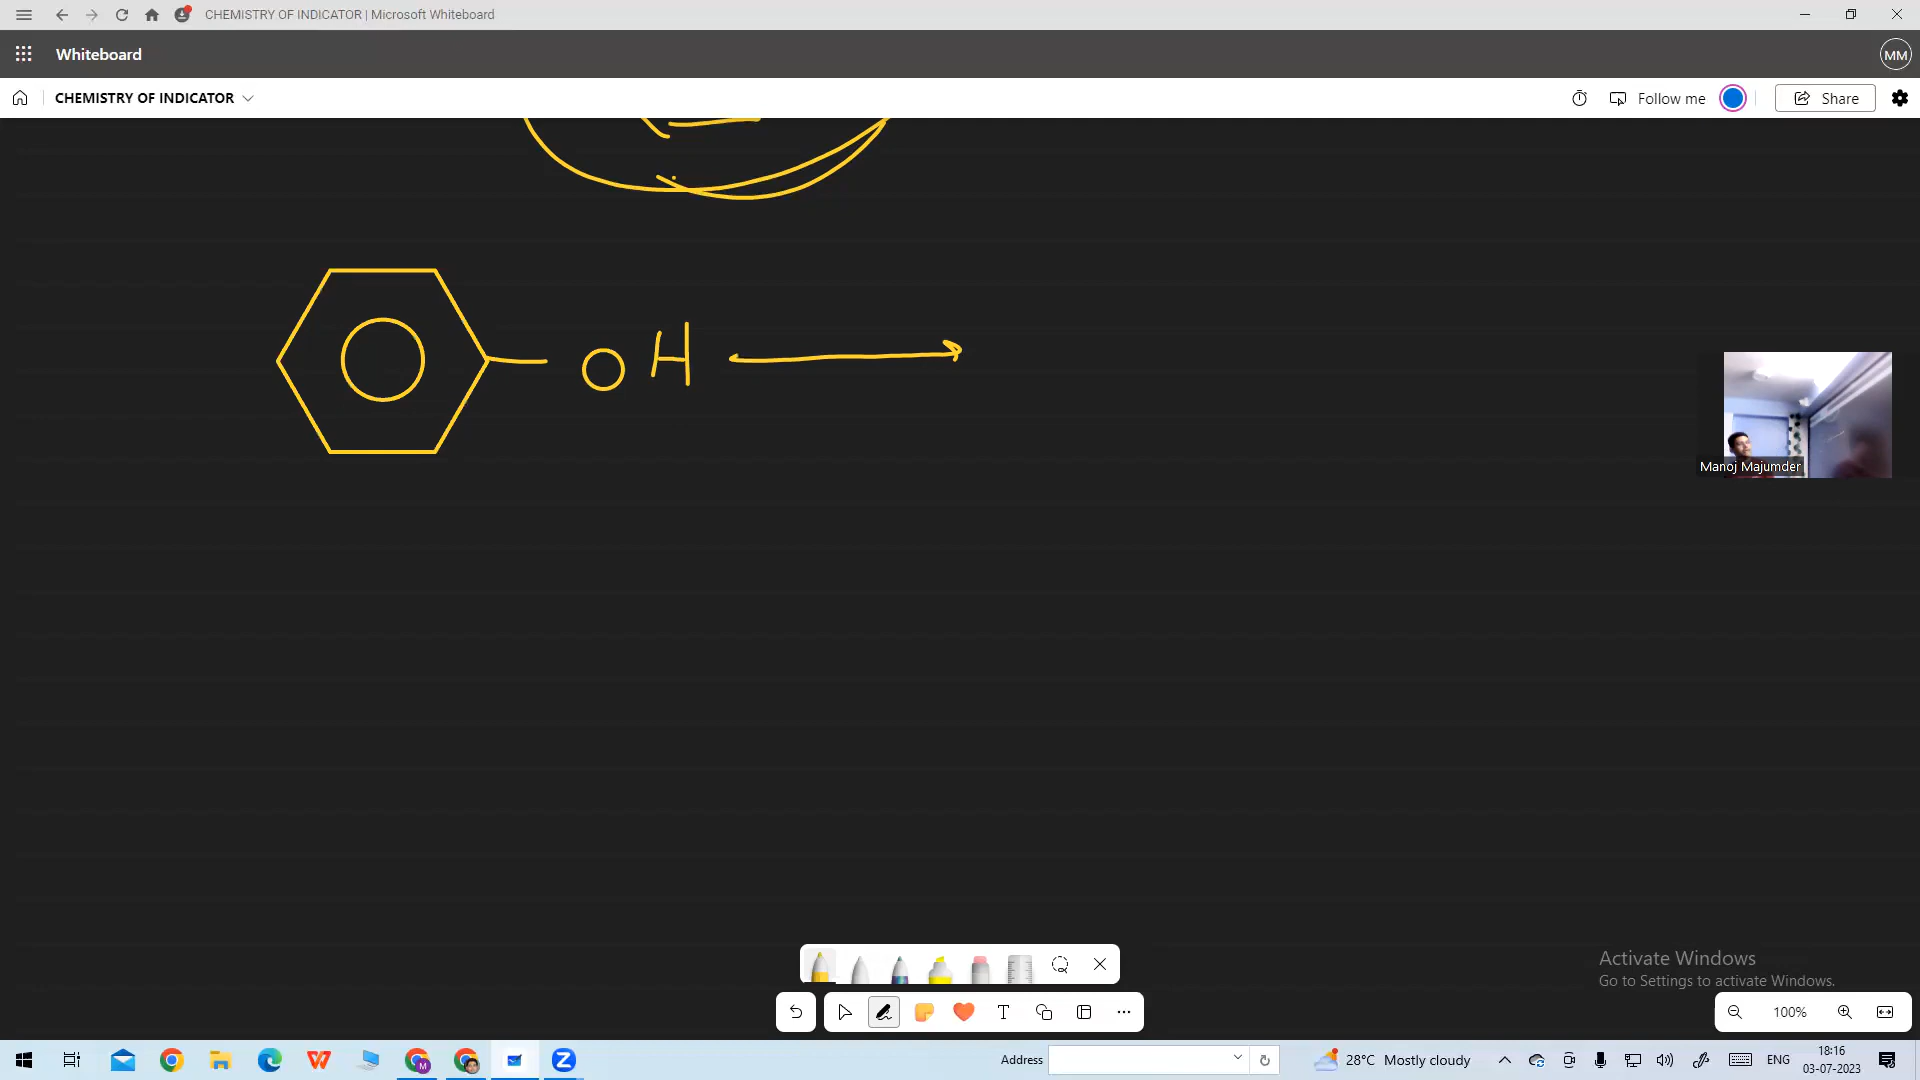 CHEMISTRY OF INDICATOR | Microsoft Whiteboard
Whiteboard
MM
CHEMISTRY OF INDICATOR
Follow me
Share
OH
Manoj Majumder
Activate Windows
Go to Settings to activate Windows.
100%
Address
28°C Mostly cloudy
ENG
18:16
03-07-2023